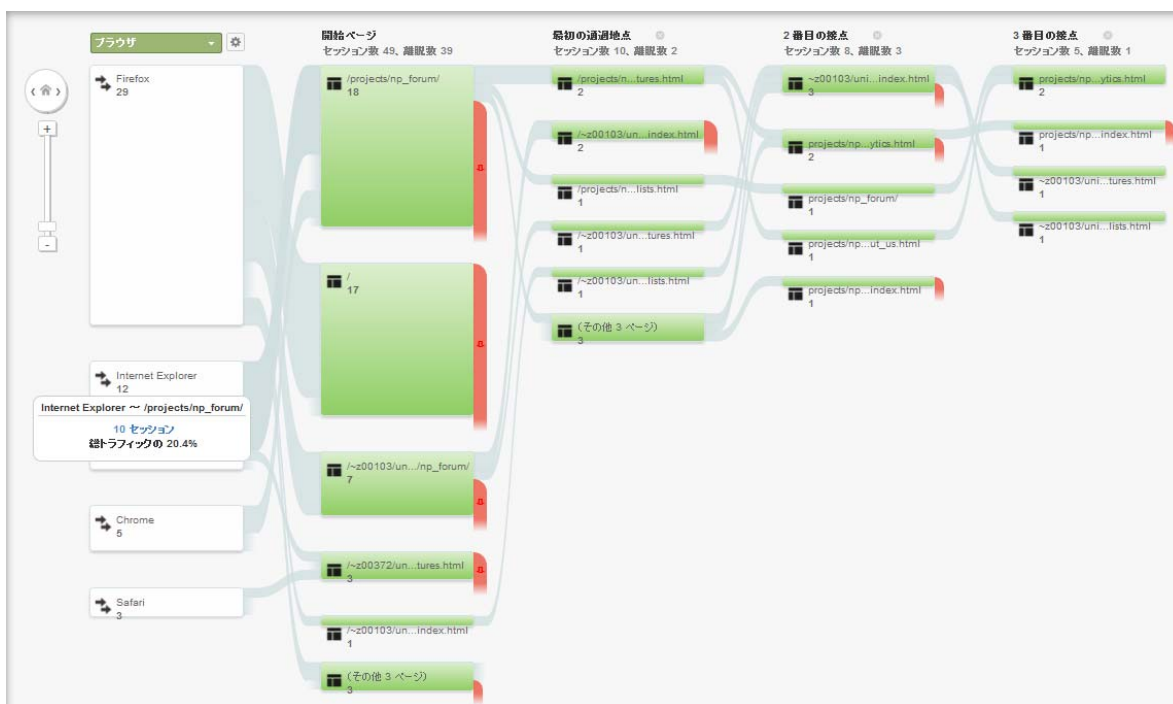 ブラウザ
Firefox
29
Internet Explorer
12
Internet Explorer ～ /projects/np_forum/
10 セッション
総トラフィックの 20.4%
Chrome
5
Safari
3
+
-
開始ページ
セッション数 49、離脱数 39
/projects/np_forum/
18
/
17
/~z00103/un.../np_forum/
7
/~z00372/un...tures.html
3
/~z00103/un...index.html
1
(その他 3 ページ)
3
最初の通過地点
セッション数 10、離脱数 2
/projects/n...tures.html
2
/~z00103/un...index.html
2
/projects/n...lists.html
1
/~z00103/un...tures.html
1
/~z00103/un...lists.html
1
(その他 3 ページ)
3
2 番目の接点
セッション数 8、離脱数 3
~z00103/uni...index.html
3
projects/np...ytics.html
2
projects/np_forum/
1
projects/np...ut_us.html
1
projects/np...index.html
1
3 番目の接点
セッション数 5、離脱数 1
projects/np...ytics.html
2
projects/np...index.html
1
~z00103/uni...tures.html
1
~z00103/uni...lists.html
1